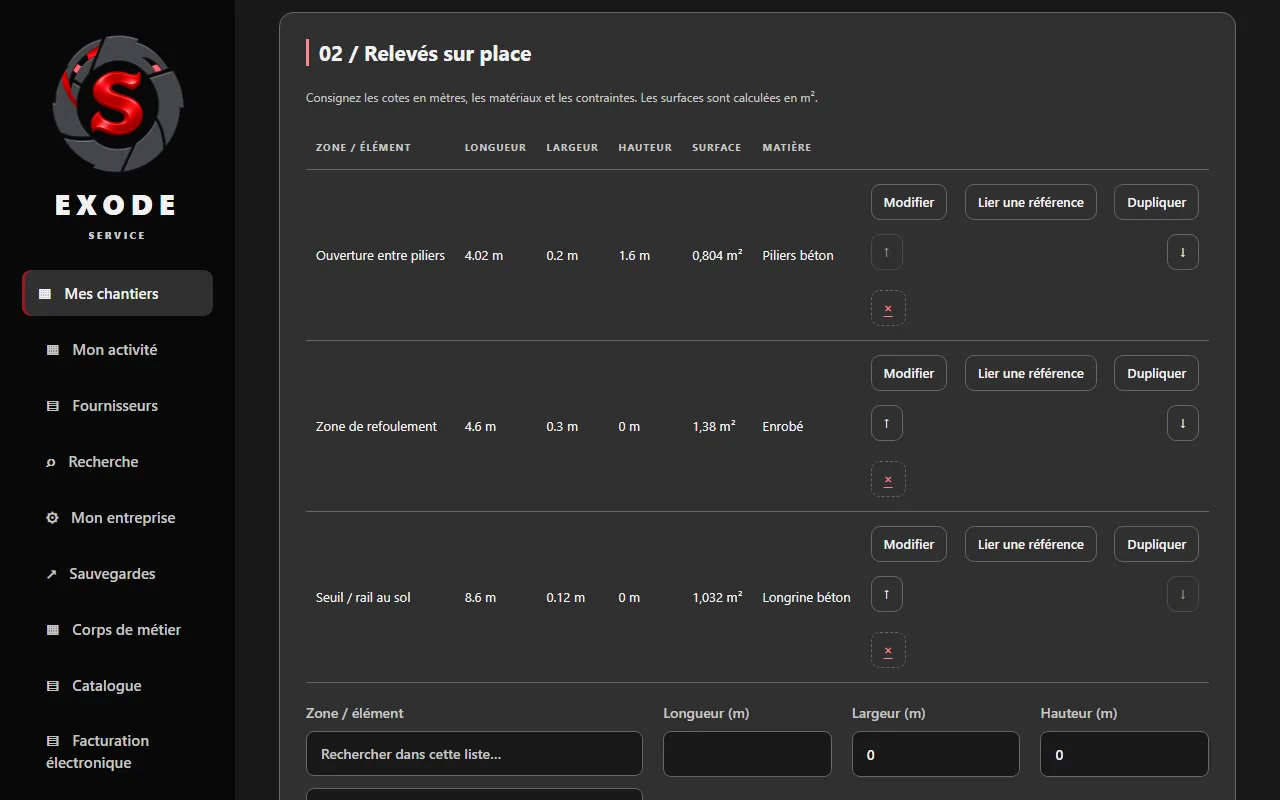 S
EXODE
SERVICE
Mes chantiers
Mon activité
Fournisseurs
Recherche
Mon entreprise
Sauvegardes
Corps de métier
Catalogue
Facturation
électronique
02 / Relevés sur place
Consignez les cotes en mètres, les matériaux et les contraintes. Les surfaces sont calculées en m².
ZONE / ÉLÉMENT LONGUEUR LARGEUR HAUTEUR SURFACE MATIÈRE
Modifier Lier une référence Dupliquer
Ouverture entre piliers 4.02 m 0.2 m 1.6 m 0,804 m² Piliers béton ↑ ↓
×
Modifier Lier une référence Dupliquer
Zone de refoulement 4.6 m 0.3 m 0 m 1,38 m² Enrobé ↑ ↓
×
Modifier Lier une référence Dupliquer
Seuil / rail au sol 8.6 m 0.12 m 0 m 1,032 m² Longrine béton ↑ ↓
×
Zone / élément Longueur (m) Largeur (m) Hauteur (m)
Rechercher dans cette liste... 0 0